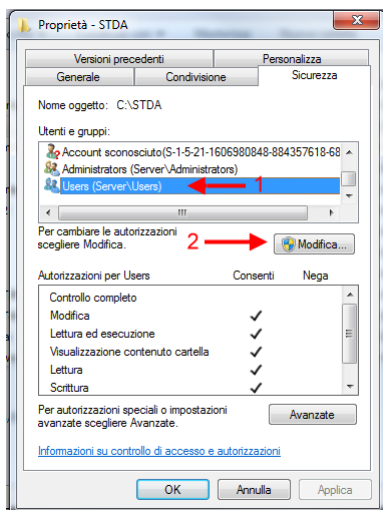 Proprietà - STDA
Versioni precedenti
Personalizza
Generale
Condivisione
Sicurezza
Nome oggetto: C:\STDA
Utenti e gruppi:
Account sconosciuto(S-1-5-21-1606980848-884357618-68
Administrators (Server\Administrators)
Users (Server\Users)
1
Per cambiare le autorizzazioni
scegliere Modifica.
2
Modifica...
Autorizzazioni per Users
Consenti
Nega
Controllo completo
Modifica
Lettura ed esecuzione
Visualizzazione contenuto cartella
Lettura
Scrittura
Per autorizzazioni speciali o impostazioni
avanzate scegliere Avanzate.
Avanzate
Informazioni su controllo di accesso e autorizzazioni
OK
Annulla
Applica